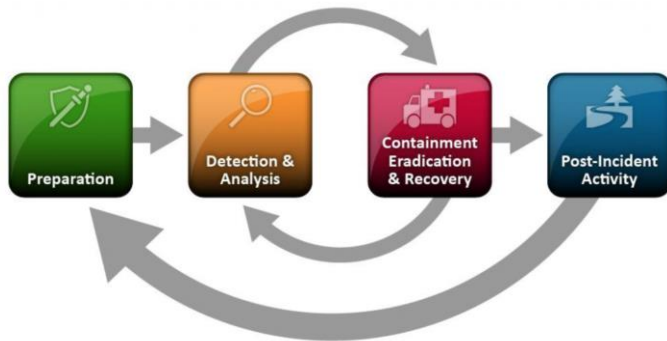 Preparation
Detection &
Analysis
Containment
Eradication
& Recovery
Post-Incident
Activity